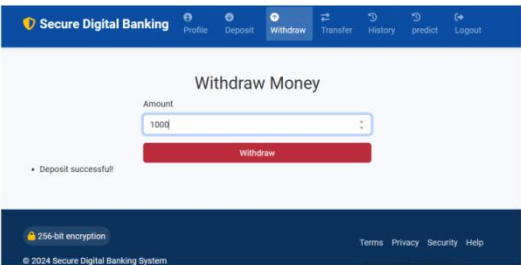 Secure Digital Banking
Profile
Deposit
Withdraw
Transfer
History
predict
Logout
Withdraw Money
Amount
1000
Withdraw
Deposit successful!
256-bit encryption
Terms Privacy Security Help
© 2024 Secure Digital Banking System